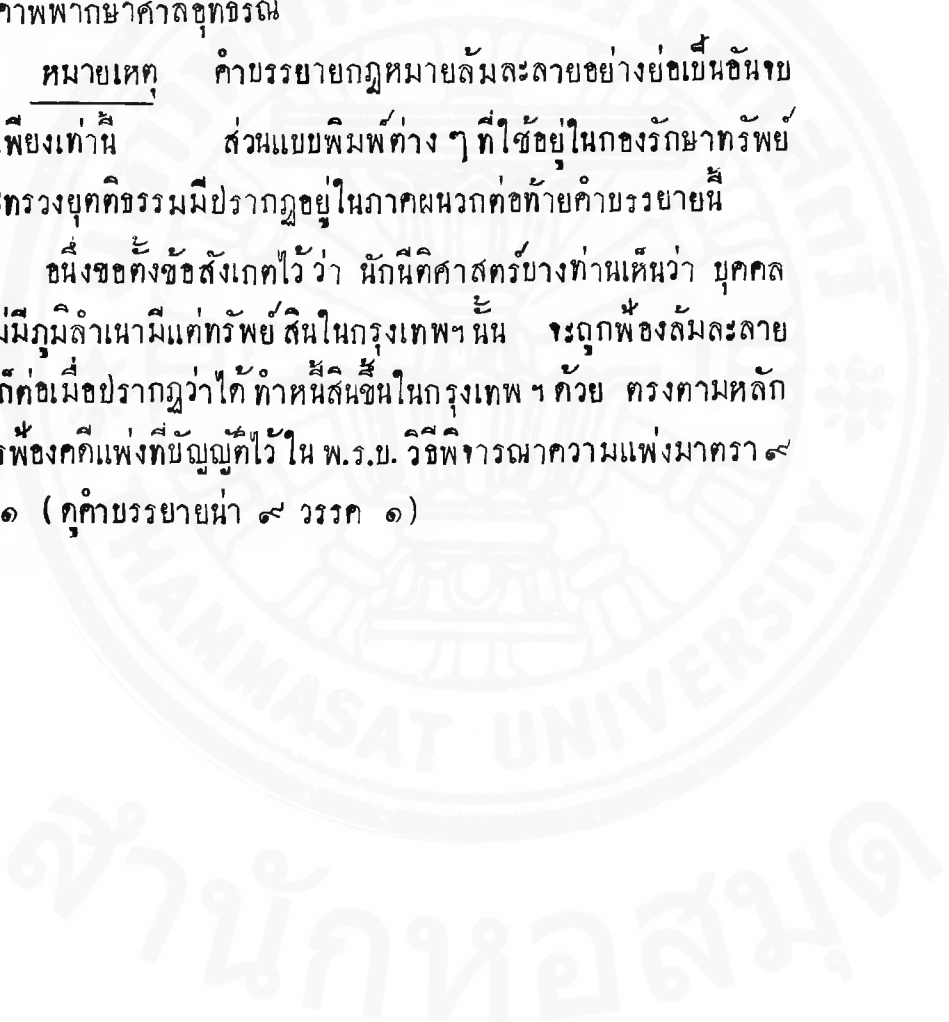 คำพพากษาศาลอุทธรณ์
หมายเหตุ คำบรรยายกฎหมายล้มละลายอย่างย่อเป็นอันจบ
เพียงเท่านี้ ส่วนแบบพิมพ์ต่าง ๆ ที่ใช้อยู่ในกองรักษาทรัพย์
ะทรวงยุตติธรรมมีปรากฏอยู่ในภาคผนวกต่อท้ายคำบรรยายนี้
อนึ่งขอตั้งข้อสังเกตไว้ว่า นักนีติศาสตร์บางท่านเห็นว่า บุคคล
ม่มีภูมิลำเนามีแต่ทรัพย์สินในกรุงเทพฯ นั้น จะถูกฟ้องล้มละลาย
ก็ต่อเมื่อปรากฏว่าได้ทำหนี้สินขึ้นในกรุงเทพ ฯ ด้วย ตรงตามหลัก
รฟ้องคดีแพ่งที่บัญญัติไว้ใน พ.ร.บ. วิธีพิจารณาความแพ่งมาตรา ๙
๑ (ดูคำบรรยายน่า ๙ วรรค ๑)
THAMMASAT UNIVERSITY
สำนักหอสมุด